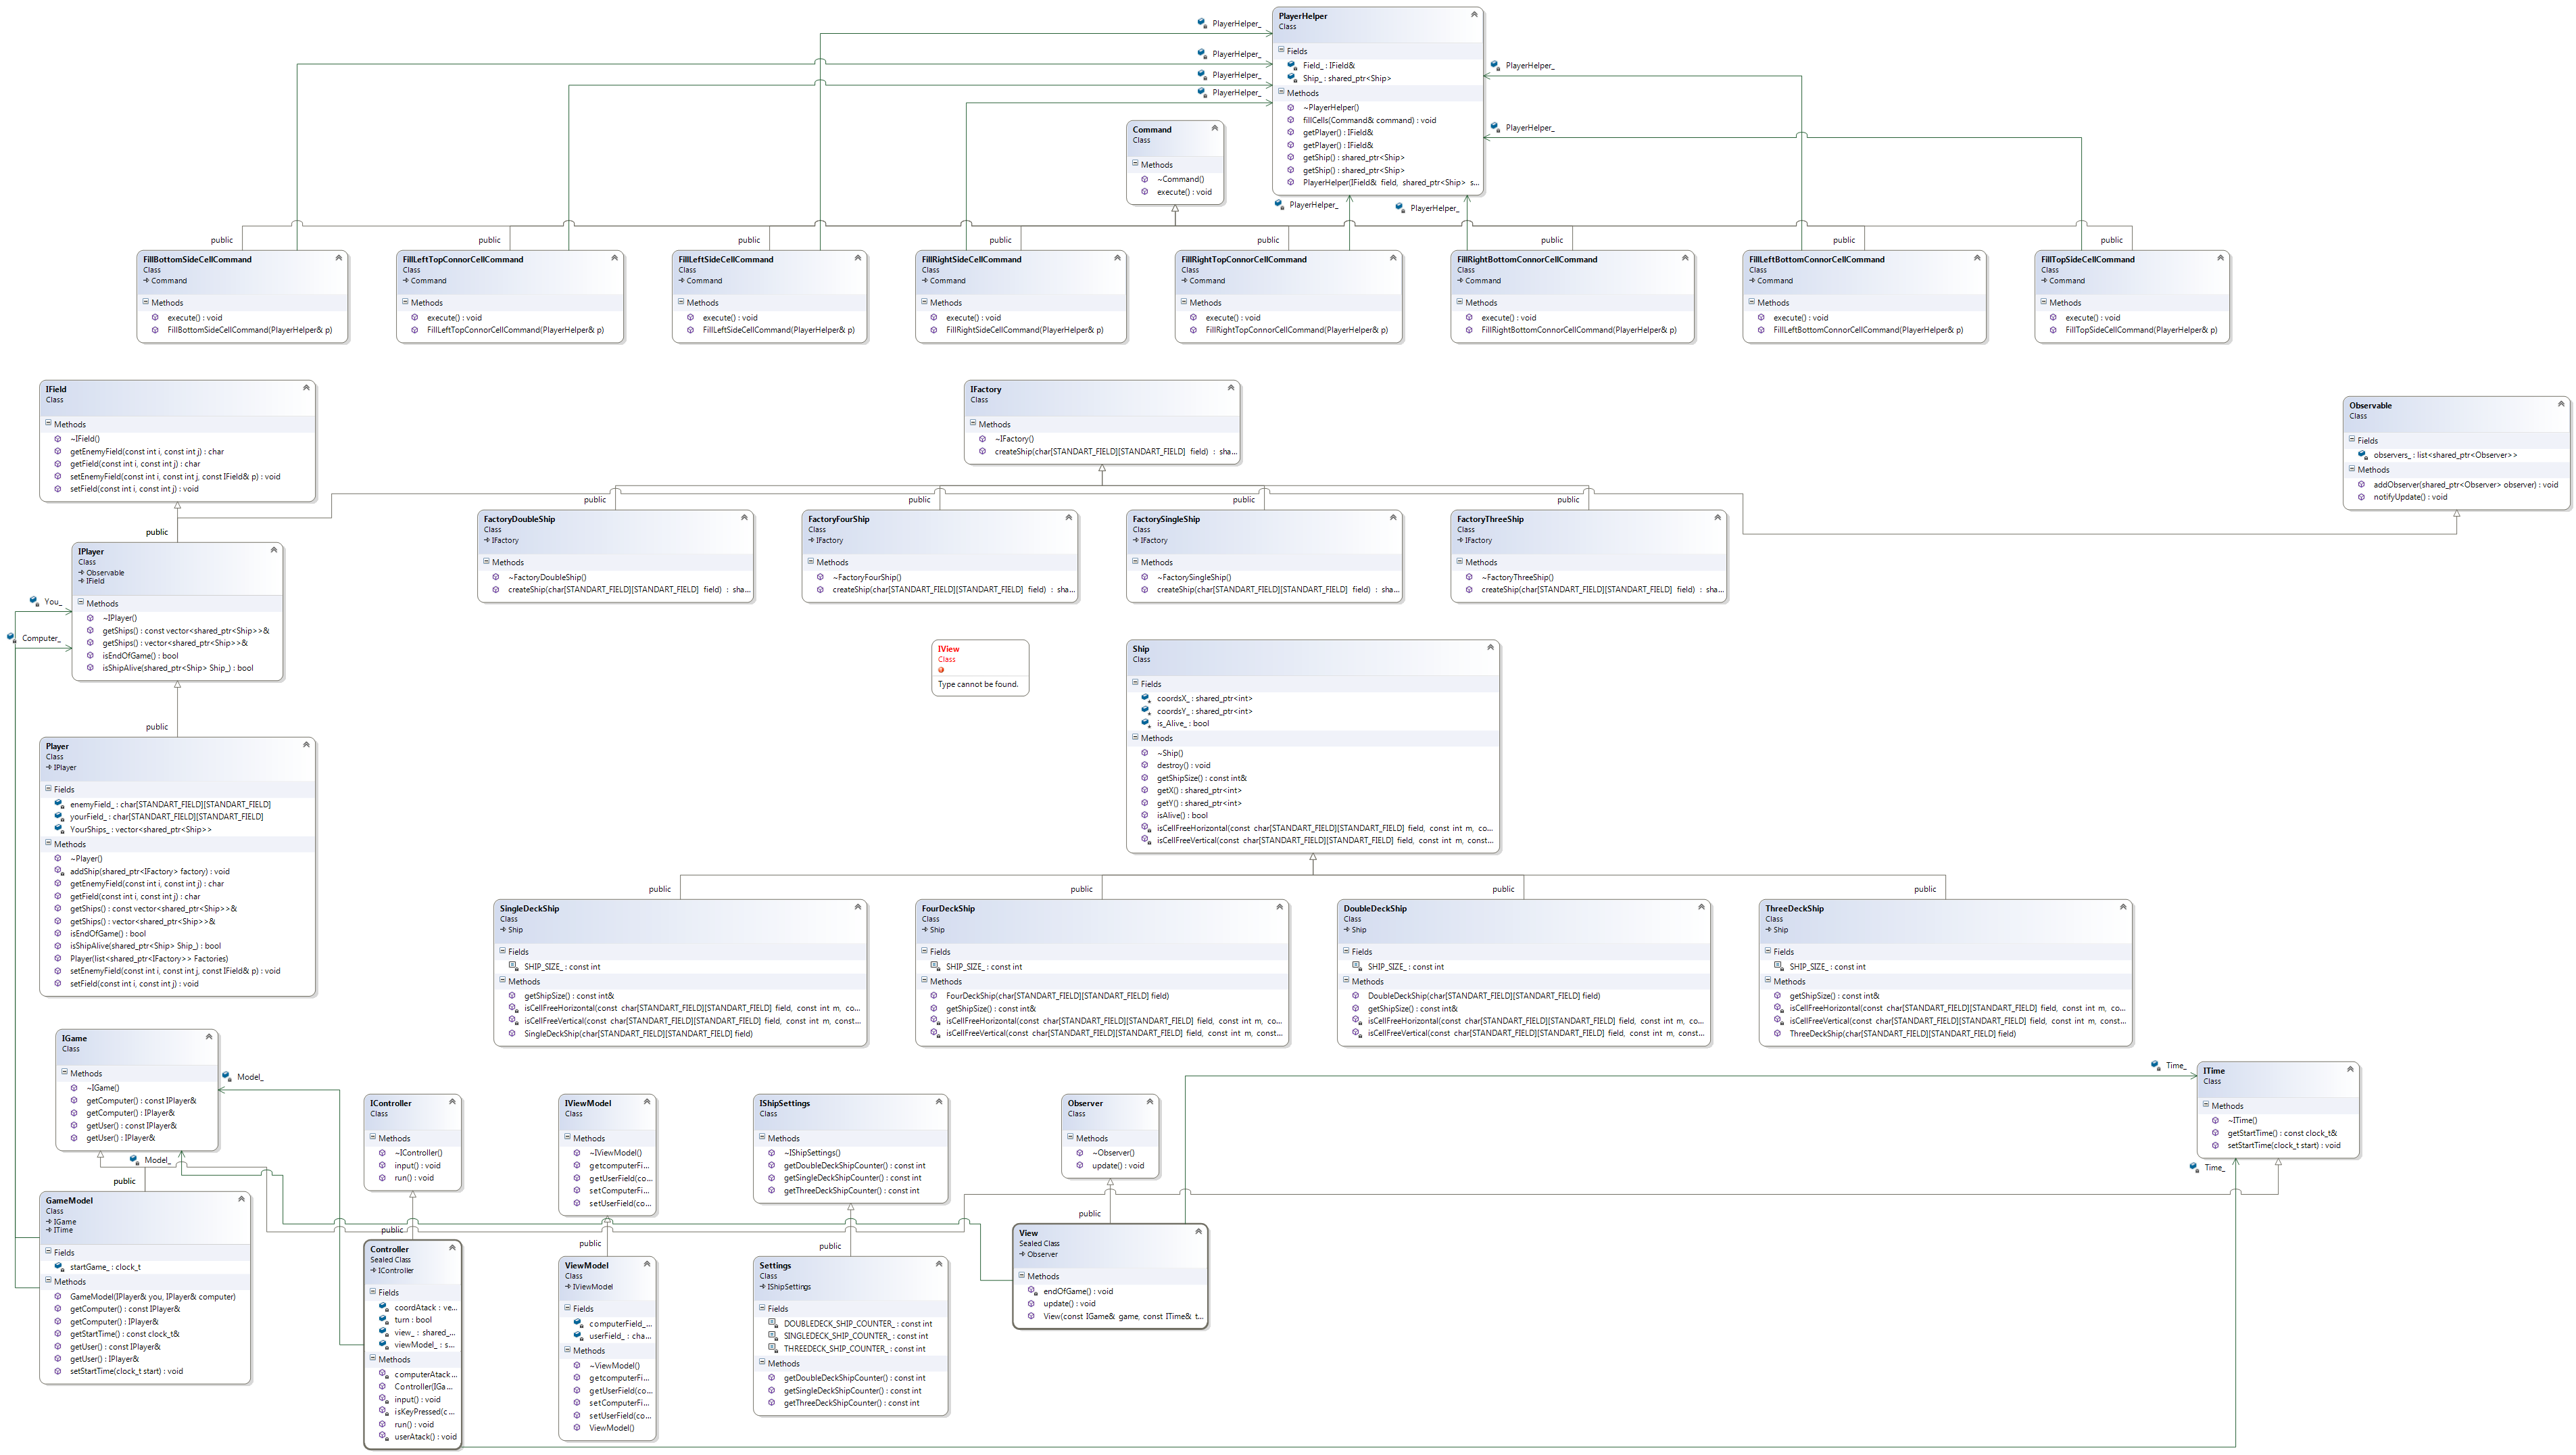 PlayerHelper
Class
Fields
Field_ : IField&
Ship_ : shared_ptr<Ship>
Methods
~PlayerHelper()
fillCells(Command& command) : void
getPlayer() : IField&
getPlayer() : IField&
getShip() : shared_ptr<Ship>
getShip() : shared_ptr<Ship>
PlayerHelper(IField& field, shared_ptr<Ship> s...
PlayerHelper_
PlayerHelper_
PlayerHelper_
PlayerHelper_
PlayerHelper_
PlayerHelper_
PlayerHelper_
PlayerHelper_
Command
Class
Methods
~Command()
execute() : void
public
public
public
public
public
public
public
public
FillBottomSideCellCommand
Class
Command
Methods
execute() : void
FillBottomSideCellCommand(PlayerHelper& p)
FillLeftTopConnorCellCommand
Class
Command
Methods
execute() : void
FillLeftTopConnorCellCommand(PlayerHelper& p)
FillLeftSideCellCommand
Class
Command
Methods
execute() : void
FillLeftSideCellCommand(PlayerHelper& p)
FillRightSideCellCommand
Class
Command
Methods
execute() : void
FillRightSideCellCommand(PlayerHelper& p)
FillRightTopConnorCellCommand
Class
Command
Methods
execute() : void
FillRightTopConnorCellCommand(PlayerHelper& p)
FillRightBottomConnorCellCommand
Class
Command
Methods
execute() : void
FillRightBottomConnorCellCommand(PlayerHelper& p)
FillLeftBottomConnorCellCommand
Class
Command
Methods
execute() : void
FillLeftBottomConnorCellCommand(PlayerHelper& p)
FillTopSideCellCommand
Class
Command
Methods
execute() : void
FillTopSideCellCommand(PlayerHelper& p)
IField
Class
Methods
~IField()
getEnemyField(const int i, const int j) : char
getField(const int i, const int j) : char
setEnemyField(const int i, const int j, const IField& p) : void
setField(const int i, const int j) : void
IFactory
Class
Methods
~IFactory()
createShip(char[STANDART_FIELD][STANDART_FIELD] field) : sha...
Observable
Class
Fields
observers_ : list<shared_ptr<Observer>>
Methods
addObserver(shared_ptr<Observer> observer) : void
notifyUpdate() : void
public
public
public
public
public
FactoryDoubleShip
Class
IFactory
Methods
~FactoryDoubleShip()
createShip(char[STANDART_FIELD][STANDART_FIELD] field) : sha...
FactoryFourShip
Class
IFactory
Methods
~FactoryFourShip()
createShip(char[STANDART_FIELD][STANDART_FIELD] field) : sha...
FactorySingleShip
Class
IFactory
Methods
~FactorySingleShip()
createShip(char[STANDART_FIELD][STANDART_FIELD] field) : sha...
FactoryThreeShip
Class
IFactory
Methods
~FactoryThreeShip()
createShip(char[STANDART_FIELD][STANDART_FIELD] field) : sha...
IPlayer
Class
Observable
IField
Methods
~IPlayer()
getShips() : const vector<shared_ptr<Ship>>&
getShips() : vector<shared_ptr<Ship>>&
isEndOfGame() : bool
isShipAlive(shared_ptr<Ship> Ship_) : bool
You_
Computer_
IView
Class
Type cannot be found.
Ship
Class
Fields
coordsX_ : shared_ptr<int>
coordsY_ : shared_ptr<int>
is_Alive_ : bool
Methods
~Ship()
destroy() : void
getShipSize() : const int&
getX() : shared_ptr<int>
getY() : shared_ptr<int>
isAlive() : bool
isCellFreeHorizontal(const char[STANDART_FIELD][STANDART_FIELD] field, const int m, co...
isCellFreeVertical(const char[STANDART_FIELD][STANDART_FIELD] field, const int m, const...
public
Player
Class
IPlayer
Fields
enemyField_ : char[STANDART_FIELD][STANDART_FIELD]
yourField_ : char[STANDART_FIELD][STANDART_FIELD]
YourShips_ : vector<shared_ptr<Ship>>
Methods
~Player()
addShip(shared_ptr<IFactory> factory) : void
getEnemyField(const int i, const int j) : char
getField(const int i, const int j) : char
getShips() : const vector<shared_ptr<Ship>>&
getShips() : vector<shared_ptr<Ship>>&
isEndOfGame() : bool
isShipAlive(shared_ptr<Ship> Ship_) : bool
Player(list<shared_ptr<IFactory>> Factories)
setEnemyField(const int i, const int j, const IField& p) : void
setField(const int i, const int j) : void
public
public
public
public
SingleDeckShip
Class
Ship
Fields
SHIP_SIZE_ : const int
Methods
getShipSize() : const int&
isCellFreeHorizontal(const char[STANDART_FIELD][STANDART_FIELD] field, const int m, co...
isCellFreeVertical(const char[STANDART_FIELD][STANDART_FIELD] field, const int m, const...
SingleDeckShip(char[STANDART_FIELD][STANDART_FIELD] field)
FourDeckShip
Class
Ship
Fields
SHIP_SIZE_ : const int
Methods
FourDeckShip(char[STANDART_FIELD][STANDART_FIELD] field)
getShipSize() : const int&
isCellFreeHorizontal(const char[STANDART_FIELD][STANDART_FIELD] field, const int m, co...
isCellFreeVertical(const char[STANDART_FIELD][STANDART_FIELD] field, const int m, const...
DoubleDeckShip
Class
Ship
Fields
SHIP_SIZE_ : const int
Methods
DoubleDeckShip(char[STANDART_FIELD][STANDART_FIELD] field)
getShipSize() : const int&
isCellFreeHorizontal(const char[STANDART_FIELD][STANDART_FIELD] field, const int m, co...
isCellFreeVertical(const char[STANDART_FIELD][STANDART_FIELD] field, const int m, const...
ThreeDeckShip
Class
Ship
Fields
SHIP_SIZE_ : const int
Methods
getShipSize() : const int&
isCellFreeHorizontal(const char[STANDART_FIELD][STANDART_FIELD] field, const int m, co...
isCellFreeVertical(const char[STANDART_FIELD][STANDART_FIELD] field, const int m, const...
ThreeDeckShip(char[STANDART_FIELD][STANDART_FIELD] field)
IGame
Class
Methods
~IGame()
getComputer() : const IPlayer&
getComputer() : IPlayer&
getUser() : const IPlayer&
getUser() : IPlayer&
Model_
Model_
IController
Class
Methods
~IController()
input() : void
run() : void
IViewModel
Class
Methods
~IViewModel()
getcomputerFi...
getUserField(co...
setComputerFi...
setUserField(co...
IShipSettings
Class
Methods
~IShipSettings()
getDoubleDeckShipCounter() : const int
getSingleDeckShipCounter() : const int
getThreeDeckShipCounter() : const int
Observer
Class
Methods
~Observer()
update() : void
Time_
ITime
Class
Methods
~ITime()
getStartTime() : const clock_t&
setStartTime(clock_t start) : void
Time_
public
public
public
public
public
GameModel
Class
IGame
ITime
Fields
startGame_ : clock_t
Methods
GameModel(IPlayer& you, IPlayer& computer)
getComputer() : const IPlayer&
getComputer() : IPlayer&
getStartTime() : const clock_t&
getUser() : const IPlayer&
getUser() : IPlayer&
setStartTime(clock_t start) : void
Controller
Sealed Class
IController
Fields
coordAtack : ve...
turn : bool
view_ : shared_...
viewModel_ : s...
Methods
computerAtack...
Controller(IGa...
input() : void
isKeyPressed(c...
run() : void
userAtack() : void
ViewModel
Class
IViewModel
Fields
computerField_...
userField_ : cha...
Methods
~ViewModel()
getcomputerFi...
getUserField(co...
setComputerFi...
setUserField(co...
ViewModel()
Settings
Class
IShipSettings
Fields
DOUBLEDECK_SHIP_COUNTER_ : const int
SINGLEDECK_SHIP_COUNTER_ : const int
THREEDECK_SHIP_COUNTER_ : const int
Methods
getDoubleDeckShipCounter() : const int
getSingleDeckShipCounter() : const int
getThreeDeckShipCounter() : const int
View
Sealed Class
Observer
Methods
endOfGame() : void
update() : void
View(const IGame& game, const ITime& t...